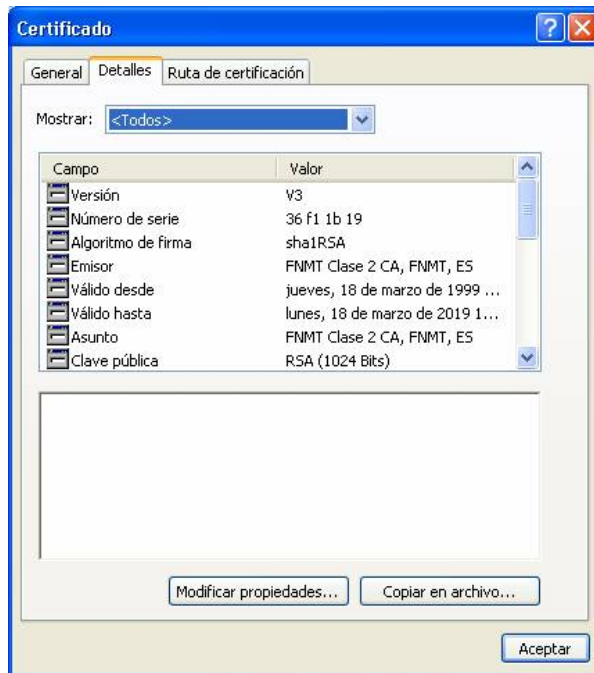 Certificado
General Detalles Ruta de certificación
Mostrar: <Todos>
Campo Valor
Versión V3
Número de serie 36 f1 1b 19
Algoritmo de firma sha1RSA
Emisor FNMT Clase 2 CA, FNMT, ES
Válido desde jueves, 18 de marzo de 1999 ...
Válido hasta lunes, 18 de marzo de 2019 1...
Asunto FNMT Clase 2 CA, FNMT, ES
Clave pública RSA (1024 Bits)
Modificar propiedades... Copiar en archivo...
Aceptar